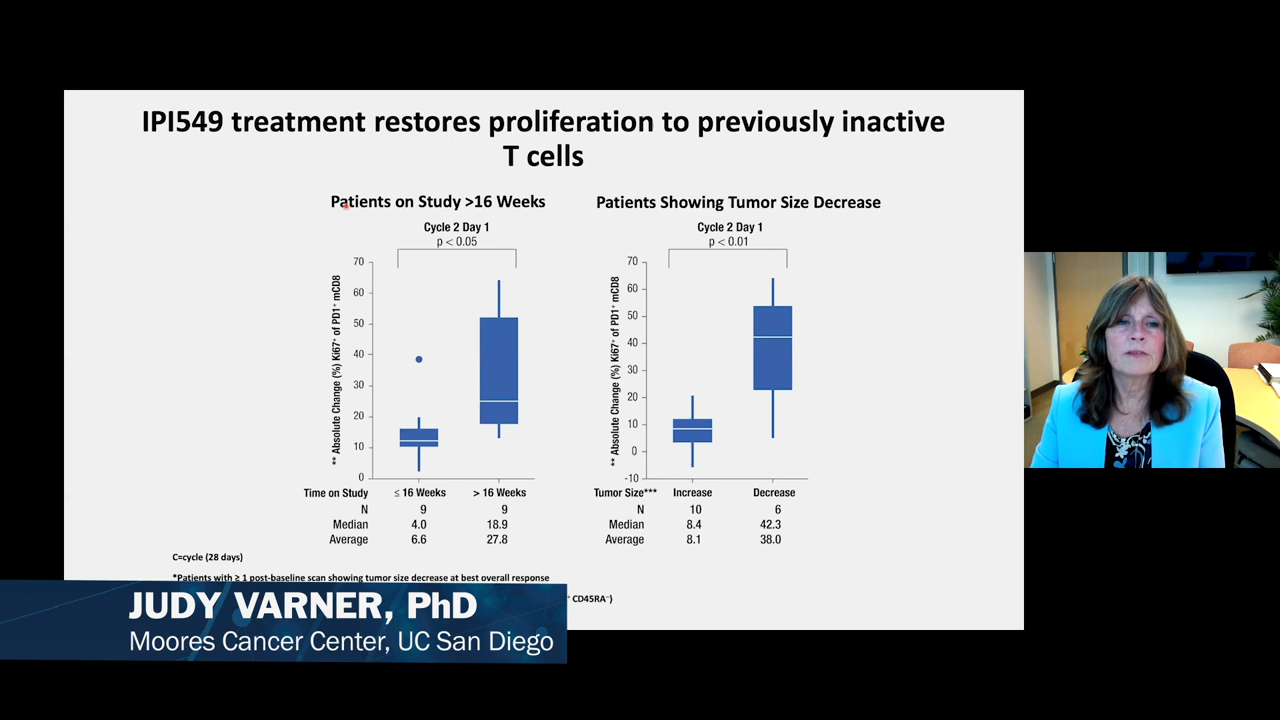 IPI549 treatment restores proliferation to previously inactive
T cells
Patients on Study >16 Weeks
Cycle 2 Day 1
p < 0.05
** Absolute Change (%) Ki67⁺ of PD1⁺ mCD8
70
60
50
40
30
20
10
0
Time on Study ≤ 16 Weeks > 16 Weeks
N 9 9
Median 4.0 18.9
Average 6.6 27.8
Patients Showing Tumor Size Decrease
Cycle 2 Day 1
p < 0.01
** Absolute Change (%) Ki67⁺ of PD1⁺ mCD8
70
60
50
40
30
20
10
0
-10
Tumor Size*** Increase Decrease
N 10 6
Median 8.4 42.3
Average 8.1 38.0
C=cycle (28 days)
*Patients with ≥ 1 post-baseline scan showing tumor size decrease at best overall response
⁺ CD45RA⁻)
JUDY VARNER, PhD
Moores Cancer Center, UC San Diego